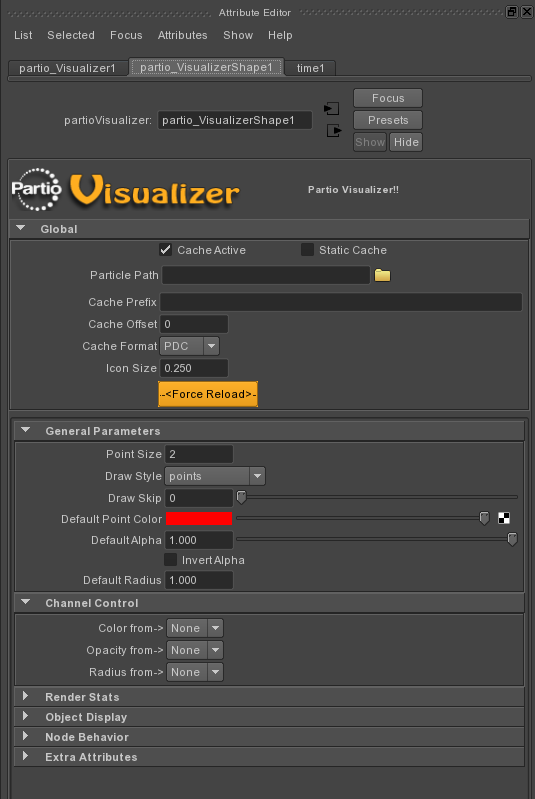 Attribute Editor
List Selected Focus Attributes Show Help
partio_Visualizer1 partio_VisualizerShape1 time1
Focus
partioVisualizer: partio_VisualizerShape1 Presets
Show Hide
Partio Visualizer Partio Visualizer!!
Global
Cache Active Static Cache
Particle Path
Cache Prefix
Cache Offset 0
Cache Format PDC
Icon Size 0.250
--<Force Reload>--
General Parameters
Point Size 2
Draw Style points
Draw Skip 0
Default Point Color
DefaultAlpha 1.000
InvertAlpha
Default Radius 1.000
Channel Control
Color from-> None
Opacity from-> None
Radius from-> None
Render Stats
Object Display
Node Behavior
Extra Attributes